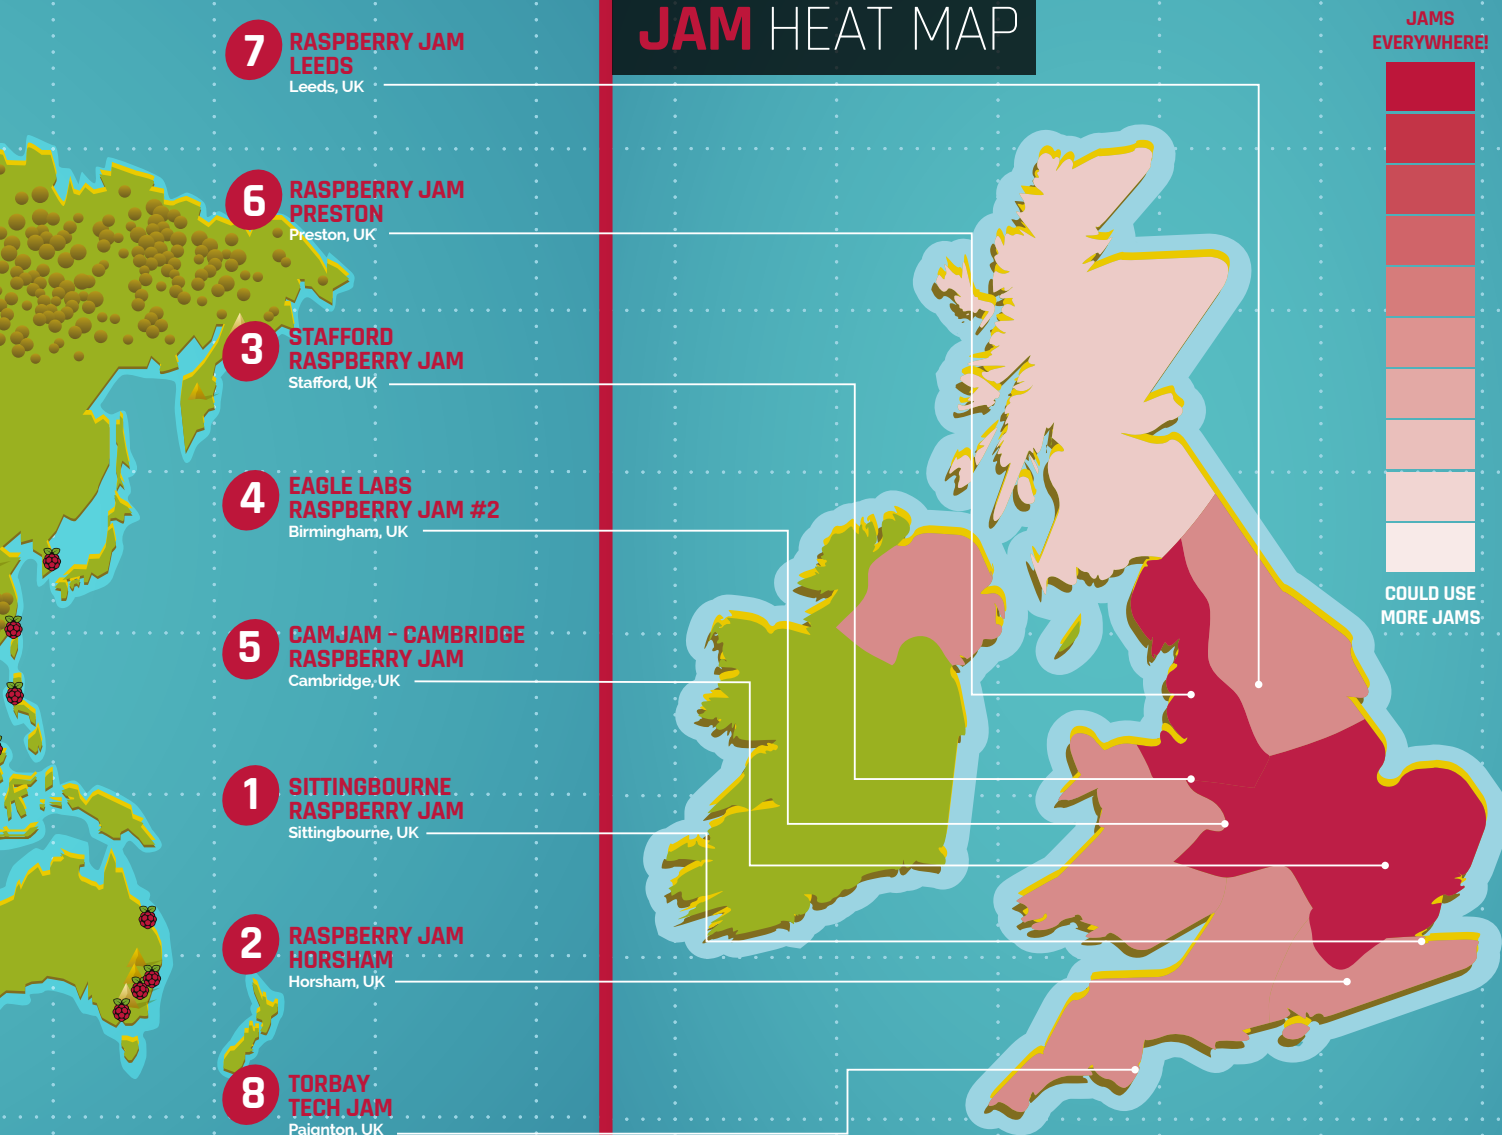 7
RASPBERRY JAM
LEEDS
Leeds, UK
6
RASPBERRY JAM
PRESTON
Preston, UK
3
STAFFORD
RASPBERRY JAM
Stafford, UK
4
EAGLE LABS
RASPBERRY JAM #2
Birmingham, UK
5
CAMJAM – CAMBRIDGE
RASPBERRY JAM
Cambridge, UK
1
SITTINGBOURNE
RASPBERRY JAM
Sittingbourne, UK
2
RASPBERRY JAM
HORSHAM
Horsham, UK
8
TORBAY
TECH JAM
Paignton, UK
JAM HEAT MAP
JAMS
EVERYWHERE!
COULD USE
MORE JAMS